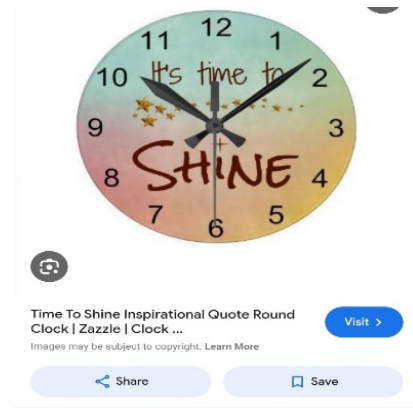 12
11 1
It's time to
10 2
9 3
SHINE
8 4
7 5
6
Time To Shine Inspirational Quote Round
Clock | Zazzle | Clock ...
Visit >
Images may be subject to copyright. Learn More
Share
Save